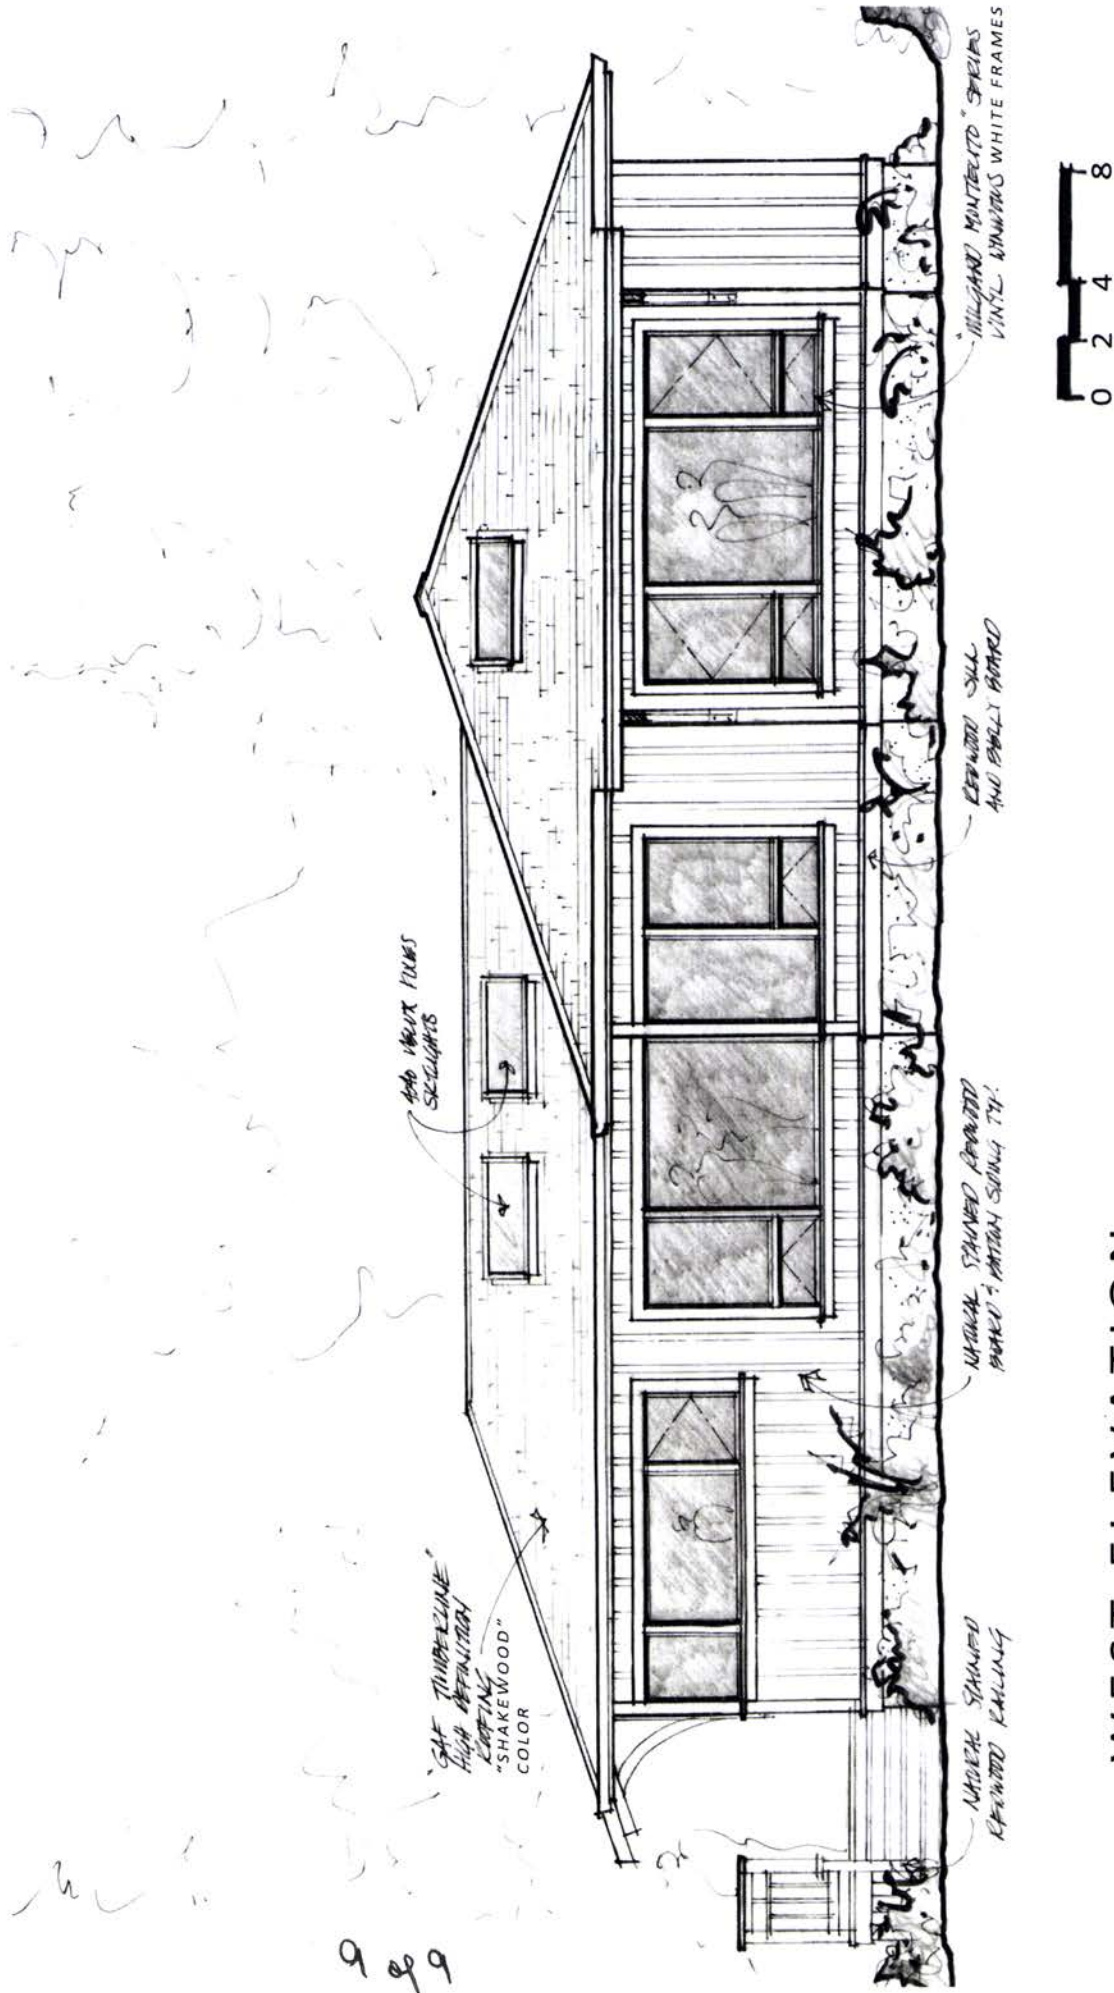 9 of 9
"GAF TIMBERLINE"
HIGH DEFINITION
ROOFING
"SHAKEWOOD"
COLOR
4040 VELUX FIXED
SKYLIGHTS
NATURAL STAINED
REDWOOD RAILING
NATURAL STAINED REDWOOD
BOARD & BATTEN SIDING TYP.
REDWOOD SILL
AND BELLY BOARD
"MILGARD MONTECITO" SERIES
VINYL WINDOWS WHITE FRAMES
0 2 4 8
WEST ELEVATION